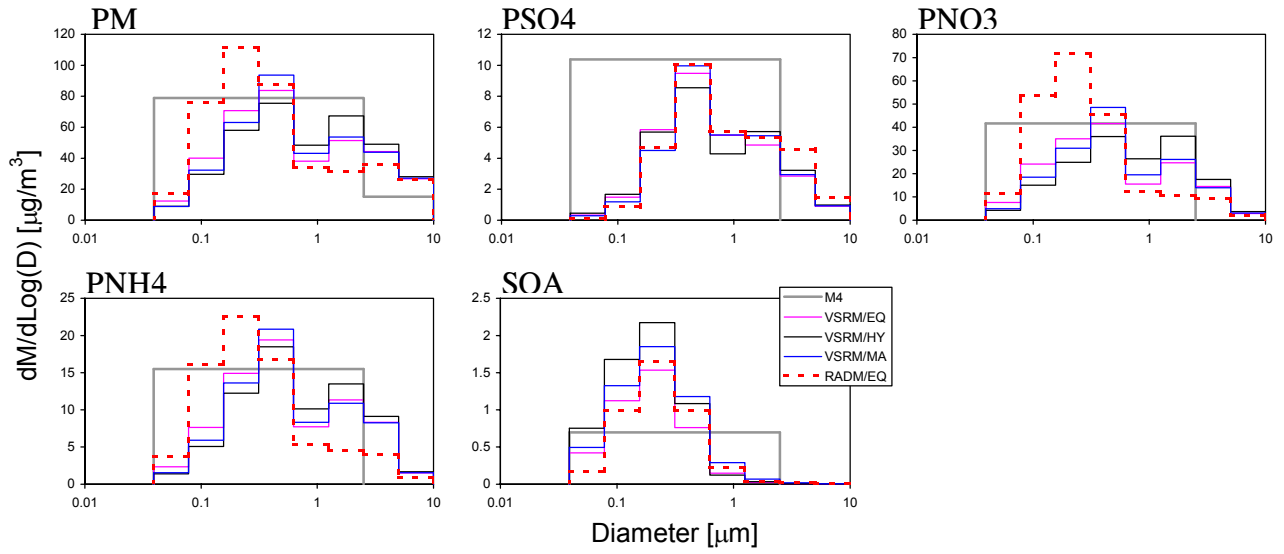 PM
120
100
80
60
40
20
0
0.01 0.1 1 10
PSO4
12
10
8
6
4
2
0
0.01 0.1 1 10
PNO3
80
70
60
50
40
30
20
10
0
0.01 0.1 1 10
dM/dLog(D) [μg/m³]
PNH4
25
20
15
10
5
0
0.01 0.1 1 10
SOA
2.5
2
1.5
1
0.5
0
0.01 0.1 1 10
M4
VSRM/EQ
VSRM/HY
VSRM/MA
RADM/EQ
Diameter [μm]